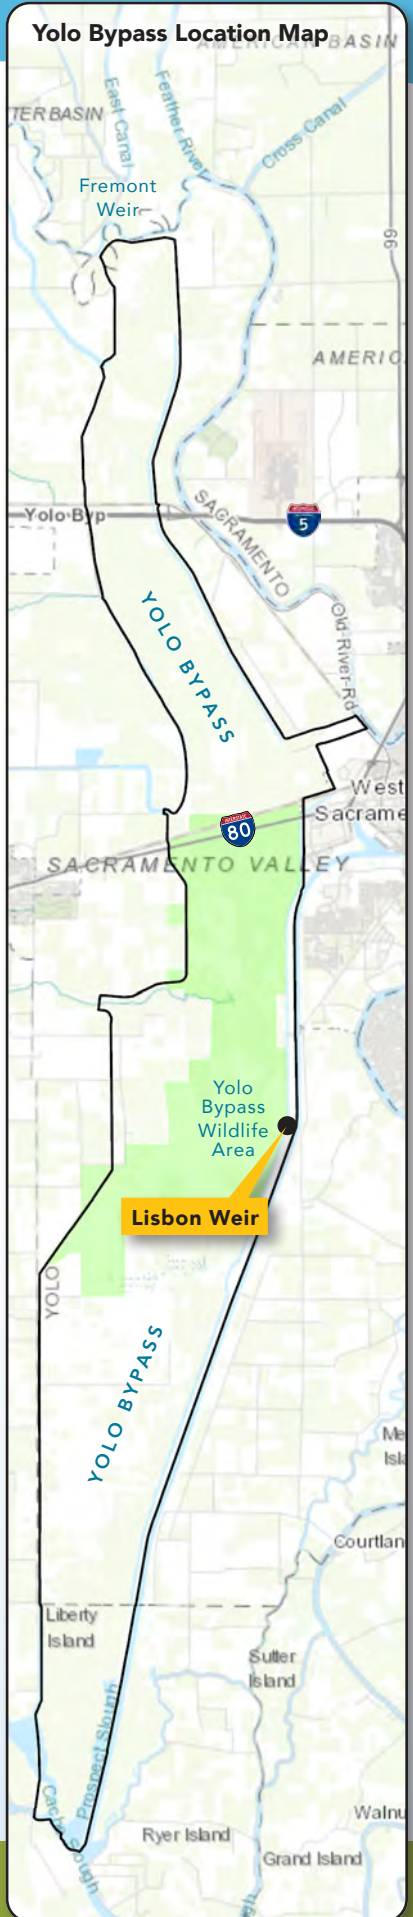 Yolo Bypass Location Map
AMERICAN BASIN
TER BASIN
East Canal
Feather River
Cross Canal
Fremont
Weir
99
AMERIC
Yolo Byp
5
SACRAMENTO
Old River Rd
YOLO BYPASS
West
Sacrame
80
SACRAMENTO VALLEY
Yolo
Bypass
Wildlife
Area
Lisbon Weir
YOLO
YOLO BYPASS
Me
Isla
Courtlan
Liberty
Island
Sutter
Island
Prospect Slough
Ryer Island
Walnu
Grand Island